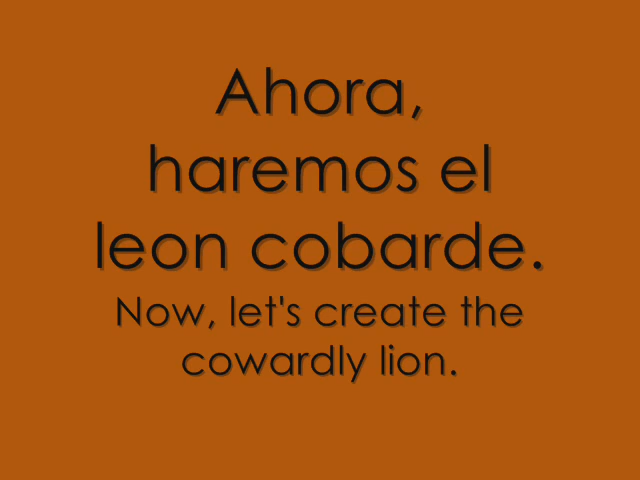 Ahora,
haremos el
leon cobarde.
Now, let's create the
cowardly lion.